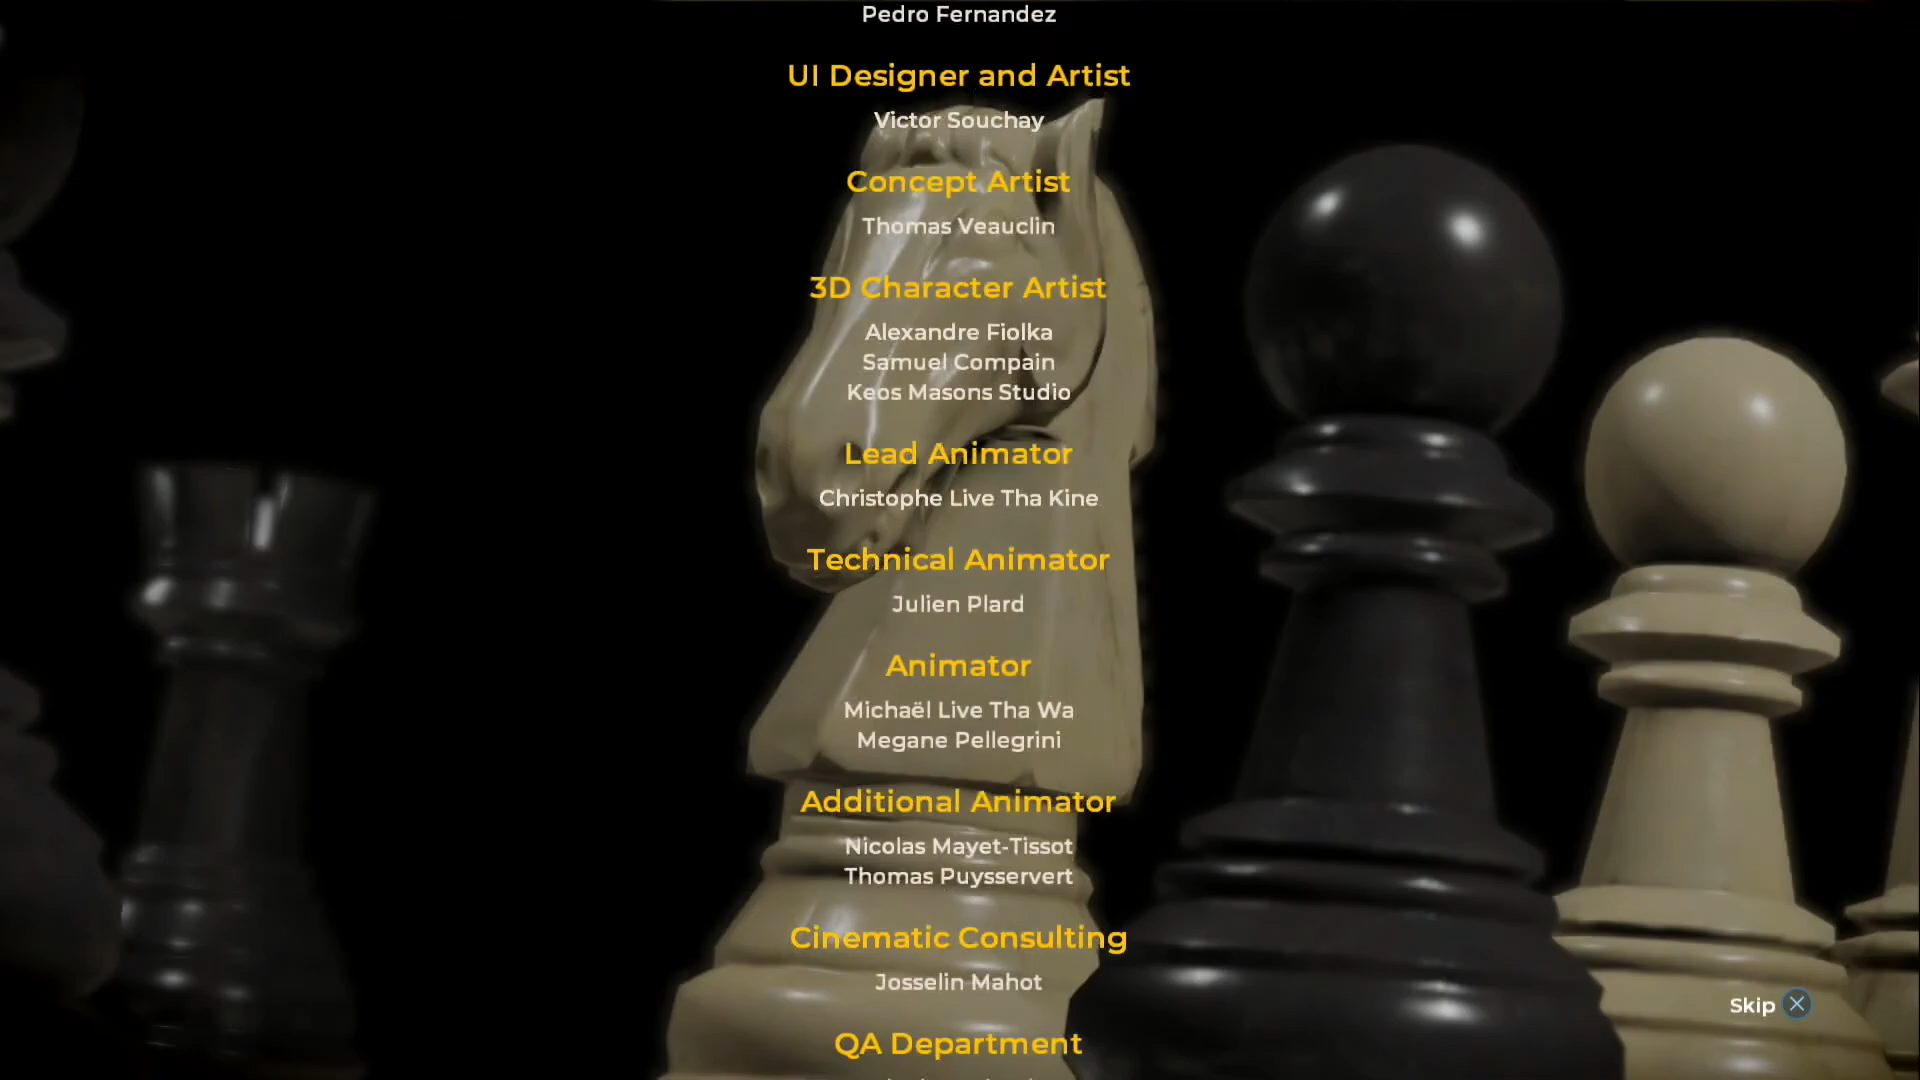 Pedro Fernandez
UI Designer and Artist
Victor Souchay
Concept Artist
Thomas Veauclin
3D Character Artist
Alexandre Fiolka
Samuel Compain
Keos Masons Studio
Lead Animator
Christophe Live Tha Kine
Technical Animator
Julien Plard
Animator
Michaël Live Tha Wa
Megane Pellegrini
Additional Animator
Nicolas Mayet-Tissot
Thomas Puysservert
Cinematic Consulting
Josselin Mahot
Skip
QA Department